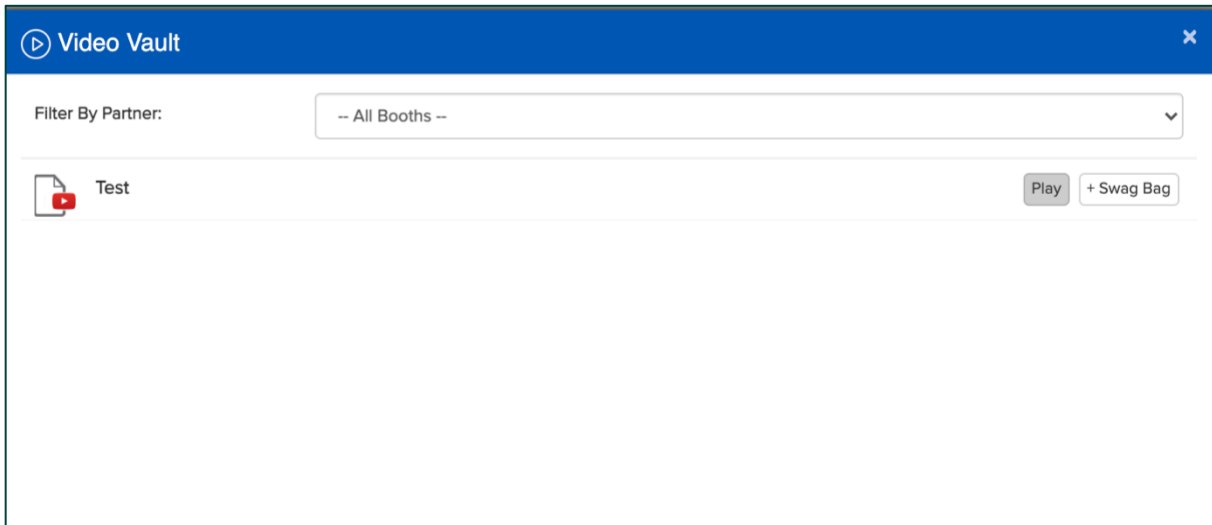 Video Vault ×
Filter By Partner: -- All Booths --
Test Play + Swag Bag